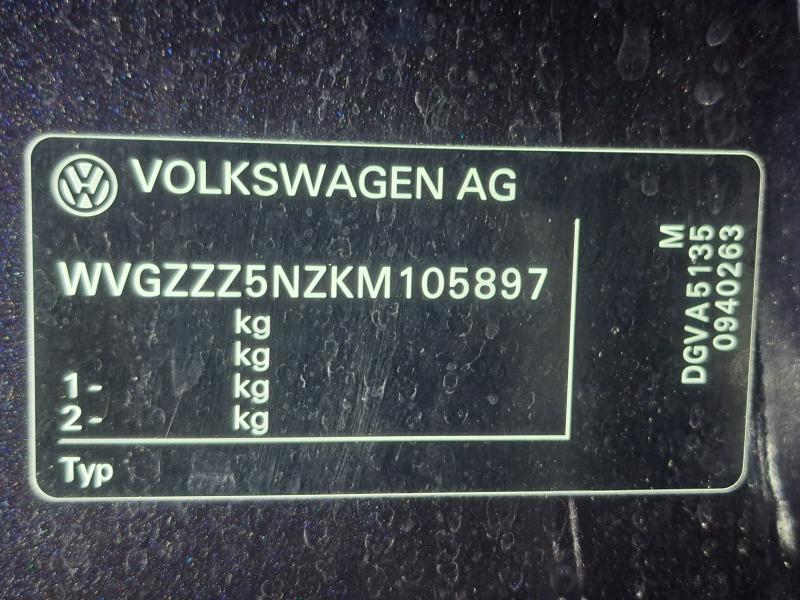 VOLKSWAGEN AG
WVGZZZ5NZKM105897
kg
kg
1- kg
2- kg
Typ
M
DGVA5135
0940263